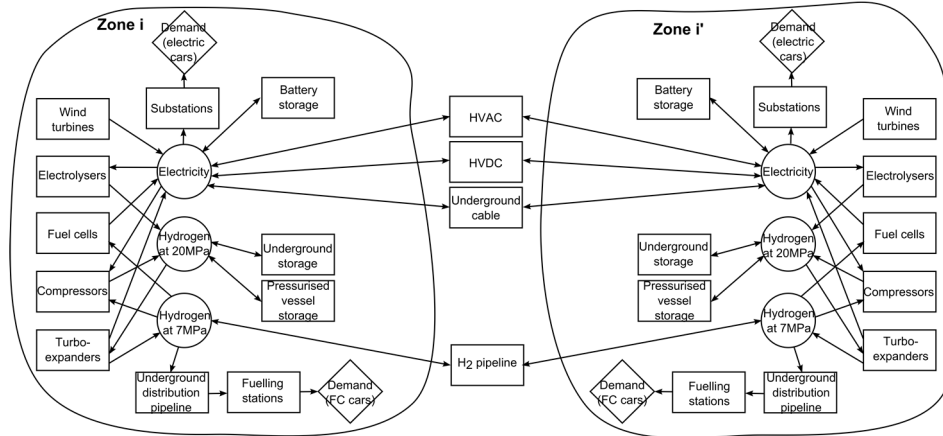 Zone i
Demand
(electric
cars)
Battery
storage
Substations
Wind
turbines
Electrolysers
Electricity
Fuel cells
Hydrogen
at 20MPa
Underground
storage
Compressors
Pressurised
vessel
storage
Hydrogen
at 7MPa
Turbo-
expanders
Underground
distribution
pipeline
Fuelling
stations
Demand
(FC cars)
HVAC
HVDC
Underground
cable
H2 pipeline
Zone i'
Demand
(electric
cars)
Battery
storage
Substations
Wind
turbines
Electricity
Electrolysers
Fuel cells
Underground
storage
Hydrogen
at 20MPa
Pressurised
vessel
storage
Compressors
Hydrogen
at 7MPa
Turbo-
expanders
Demand
(FC cars)
Fuelling
stations
Underground
distribution
pipeline